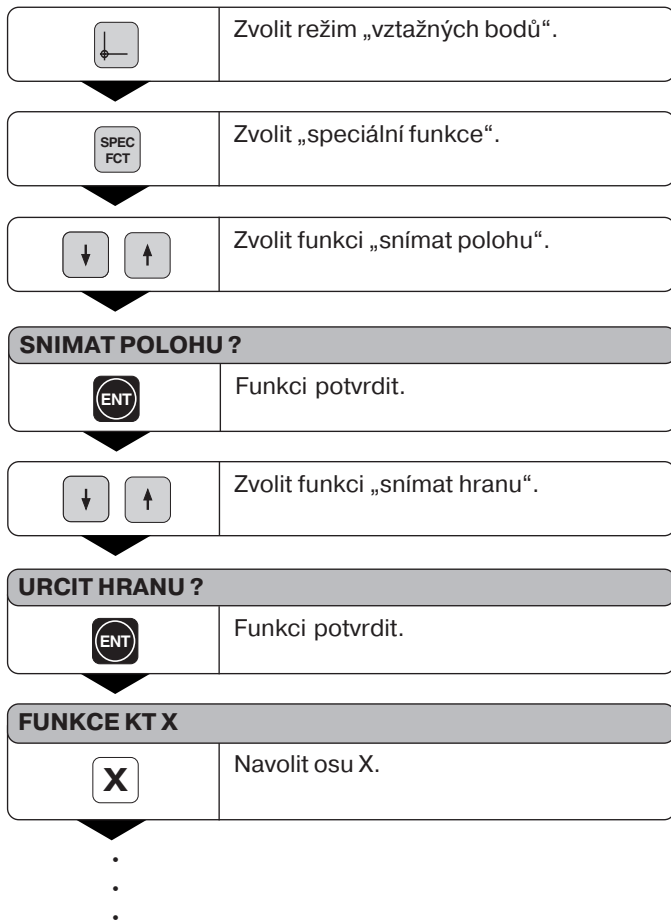 Zvolit režim „vztažných bodů“.
SPEC
FCT
Zvolit „speciální funkce“.
Zvolit funkci „snímat polohu“.
SNIMAT POLOHU ?
ENT
Funkci potvrdit.
Zvolit funkci „snímat hranu“.
URCIT HRANU ?
ENT
Funkci potvrdit.
FUNKCE KT X
X
Navolit osu X.